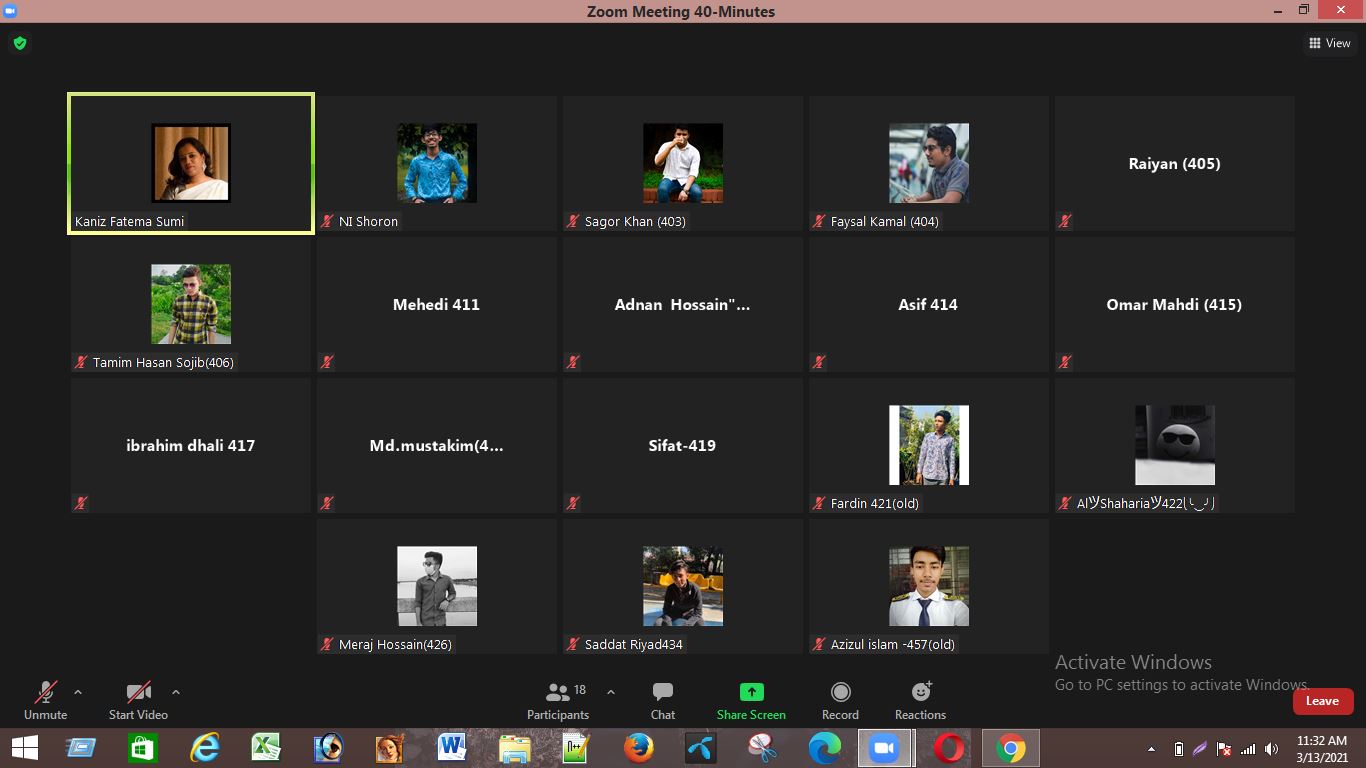 Zoom Meeting 40-Minutes
View
Kaniz Fatema Sumi
NI Shoron
Sagor Khan (403)
Faysal Kamal (404)
Raiyan (405)
Tamim Hasan Sojib(406)
Mehedi 411
Adnan Hossain"...
Asif 414
Omar Mahdi (415)
ibrahim dhali 417
Md.mustakim(4...
Sifat-419
Fardin 421(old)
AlツShahariaツ422⎝╰‿╯⎠
Meraj Hossain(426)
Saddat Riyad434
Azizul islam -457(old)
Activate Windows
Go to PC settings to activate Windows.
Unmute
Start Video
18
Participants
Chat
Share Screen
Record
Reactions
Leave
11:32 AM
3/13/2021